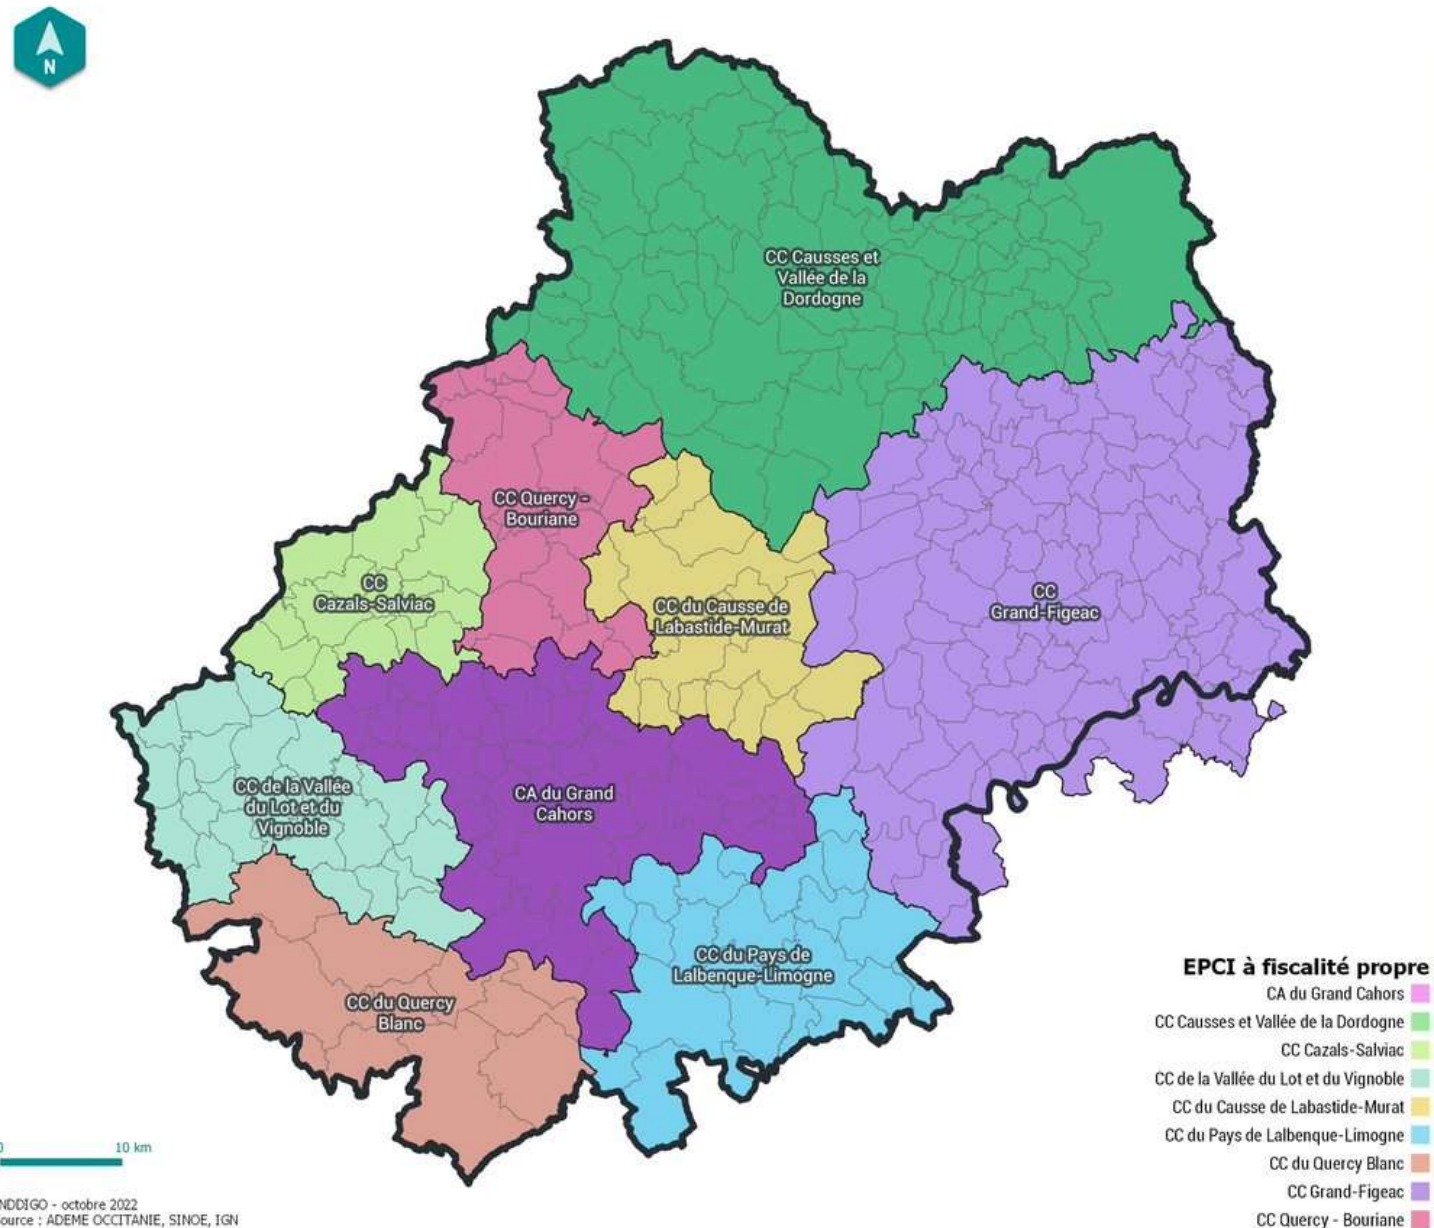 N
CC Causses et
Vallée de la
Dordogne
CC Quercy -
Bouriane
CC
Cazals-Salviac
CC du Causse de
Labastide-Murat
CC
Grand-Figeac
CC de la Vallée
du Lot et du
Vignoble
CA du Grand
Cahors
CC du Pays de
Lalbenque-Limogne
CC du Quercy
Blanc
EPCI à fiscalité propre
CA du Grand Cahors
CC Causses et Vallée de la Dordogne
CC Cazals-Salviac
CC de la Vallée du Lot et du Vignoble
CC du Causse de Labastide-Murat
CC du Pays de Lalbenque-Limogne
CC du Quercy Blanc
CC Grand-Figeac
CC Quercy - Bouriane
0 10 km
NDDIGO - octobre 2022
ource : ADEME OCCITANIE, SINOE, IGN